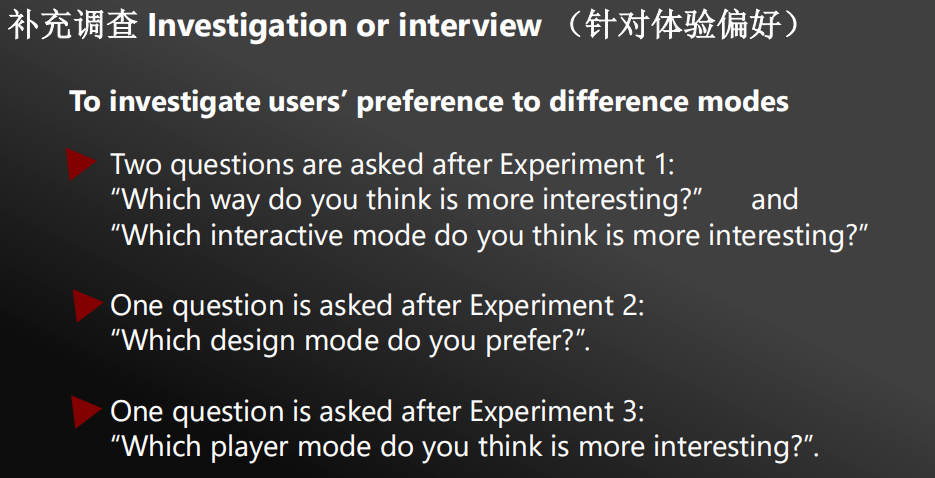 补充调查 Investigation or interview （针对体验偏好）
To investigate users’ preference to difference modes
Two questions are asked after Experiment 1:
“Which way do you think is more interesting?” and
“Which interactive mode do you think is more interesting?”
One question is asked after Experiment 2:
“Which design mode do you prefer?”.
One question is asked after Experiment 3:
“Which player mode do you think is more interesting?”.